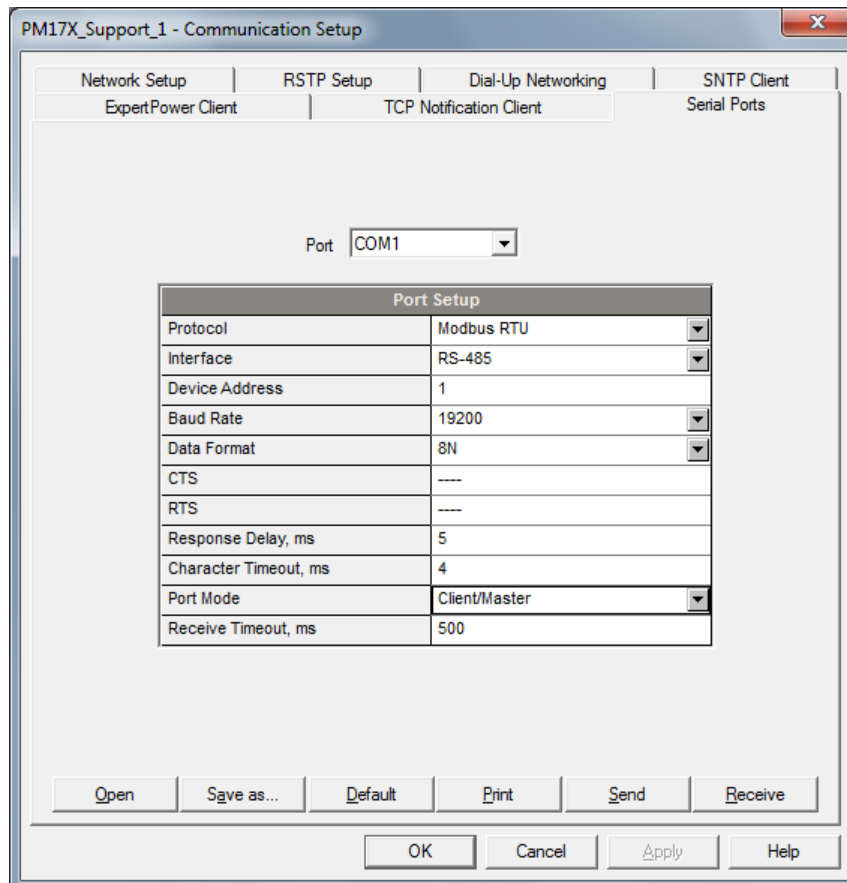 PM17X_Support_1 - Communication Setup
Network Setup RSTP Setup Dial-Up Networking SNTP Client
ExpertPower Client TCP Notification Client Serial Ports
Port COM1
Port Setup
Protocol Modbus RTU
Interface RS-485
Device Address 1
Baud Rate 19200
Data Format 8N
CTS ----
RTS ----
Response Delay, ms 5
Character Timeout, ms 4
Port Mode Client/Master
Receive Timeout, ms 500
Open Save as... Default Print Send Receive
OK Cancel Apply Help